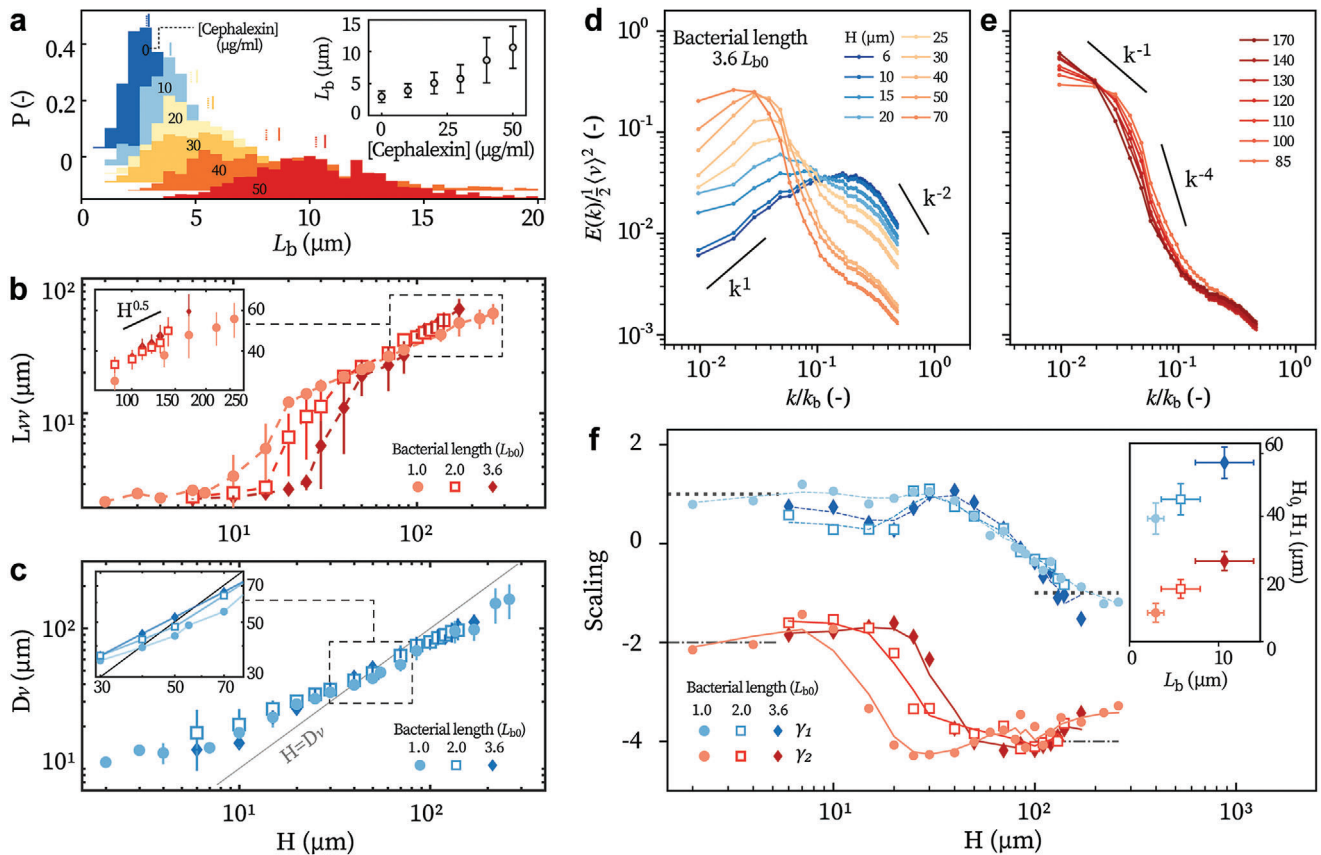 a
0.4
0.2
0
P (-)
0
10
20
30
40
50
[Cephalexin]
(μg/ml)
15
10
5
0
L_b (μm)
0
25
50
[Cephalexin] (μg/ml)
0
5
10
15
20
L_b (μm)
b
10²
10¹
Lvv (μm)
H^0.5
60
40
100
150
200
250
Bacterial length (L_b0)
1.0 2.0 3.6
10¹
10²
c
10²
10¹
Dv (μm)
70
50
30
30
50
70
H=Dv
Bacterial length (L_b0)
1.0 2.0 3.6
10¹
10²
H (μm)
d
10⁰
10⁻¹
10⁻²
10⁻³
E(k)/½⟨v⟩² (-)
Bacterial length
3.6 L_b0
H (μm)
6
10
15
20
25
30
40
50
70
k⁻²
k¹
10⁻²
10⁻¹
10⁰
k/k_b (-)
e
k⁻¹
k⁻⁴
170
140
130
120
110
100
85
10⁻²
10⁻¹
10⁰
k/k_b (-)
f
2
0
-2
-4
Scaling
Bacterial length (L_b0)
1.0 2.0 3.6
γ₁
γ₂
60
40
20
0
H₀, H₁ (μm)
0
5
10
L_b (μm)
10¹
10²
10³
H (μm)